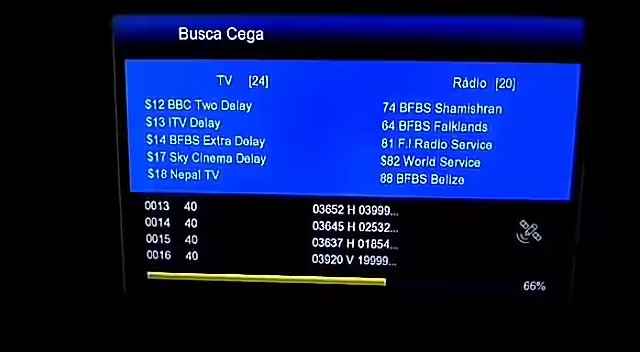 Busca Cega
TV [24]
$12 BBC Two Delay
$13 ITV Delay
$14 BFBS Extra Delay
$17 Sky Cinema Delay
$18 Nepal TV
Rádio [20]
74 BFBS Shamishran
64 BFBS Falklands
81 F.I Radio Service
$82 World Service
88 BFBS Belize
0013 40 03652 H 03999...
0014 40 03645 H 02532...
0015 40 03637 H 01854...
0016 40 03920 V 19999...
66%